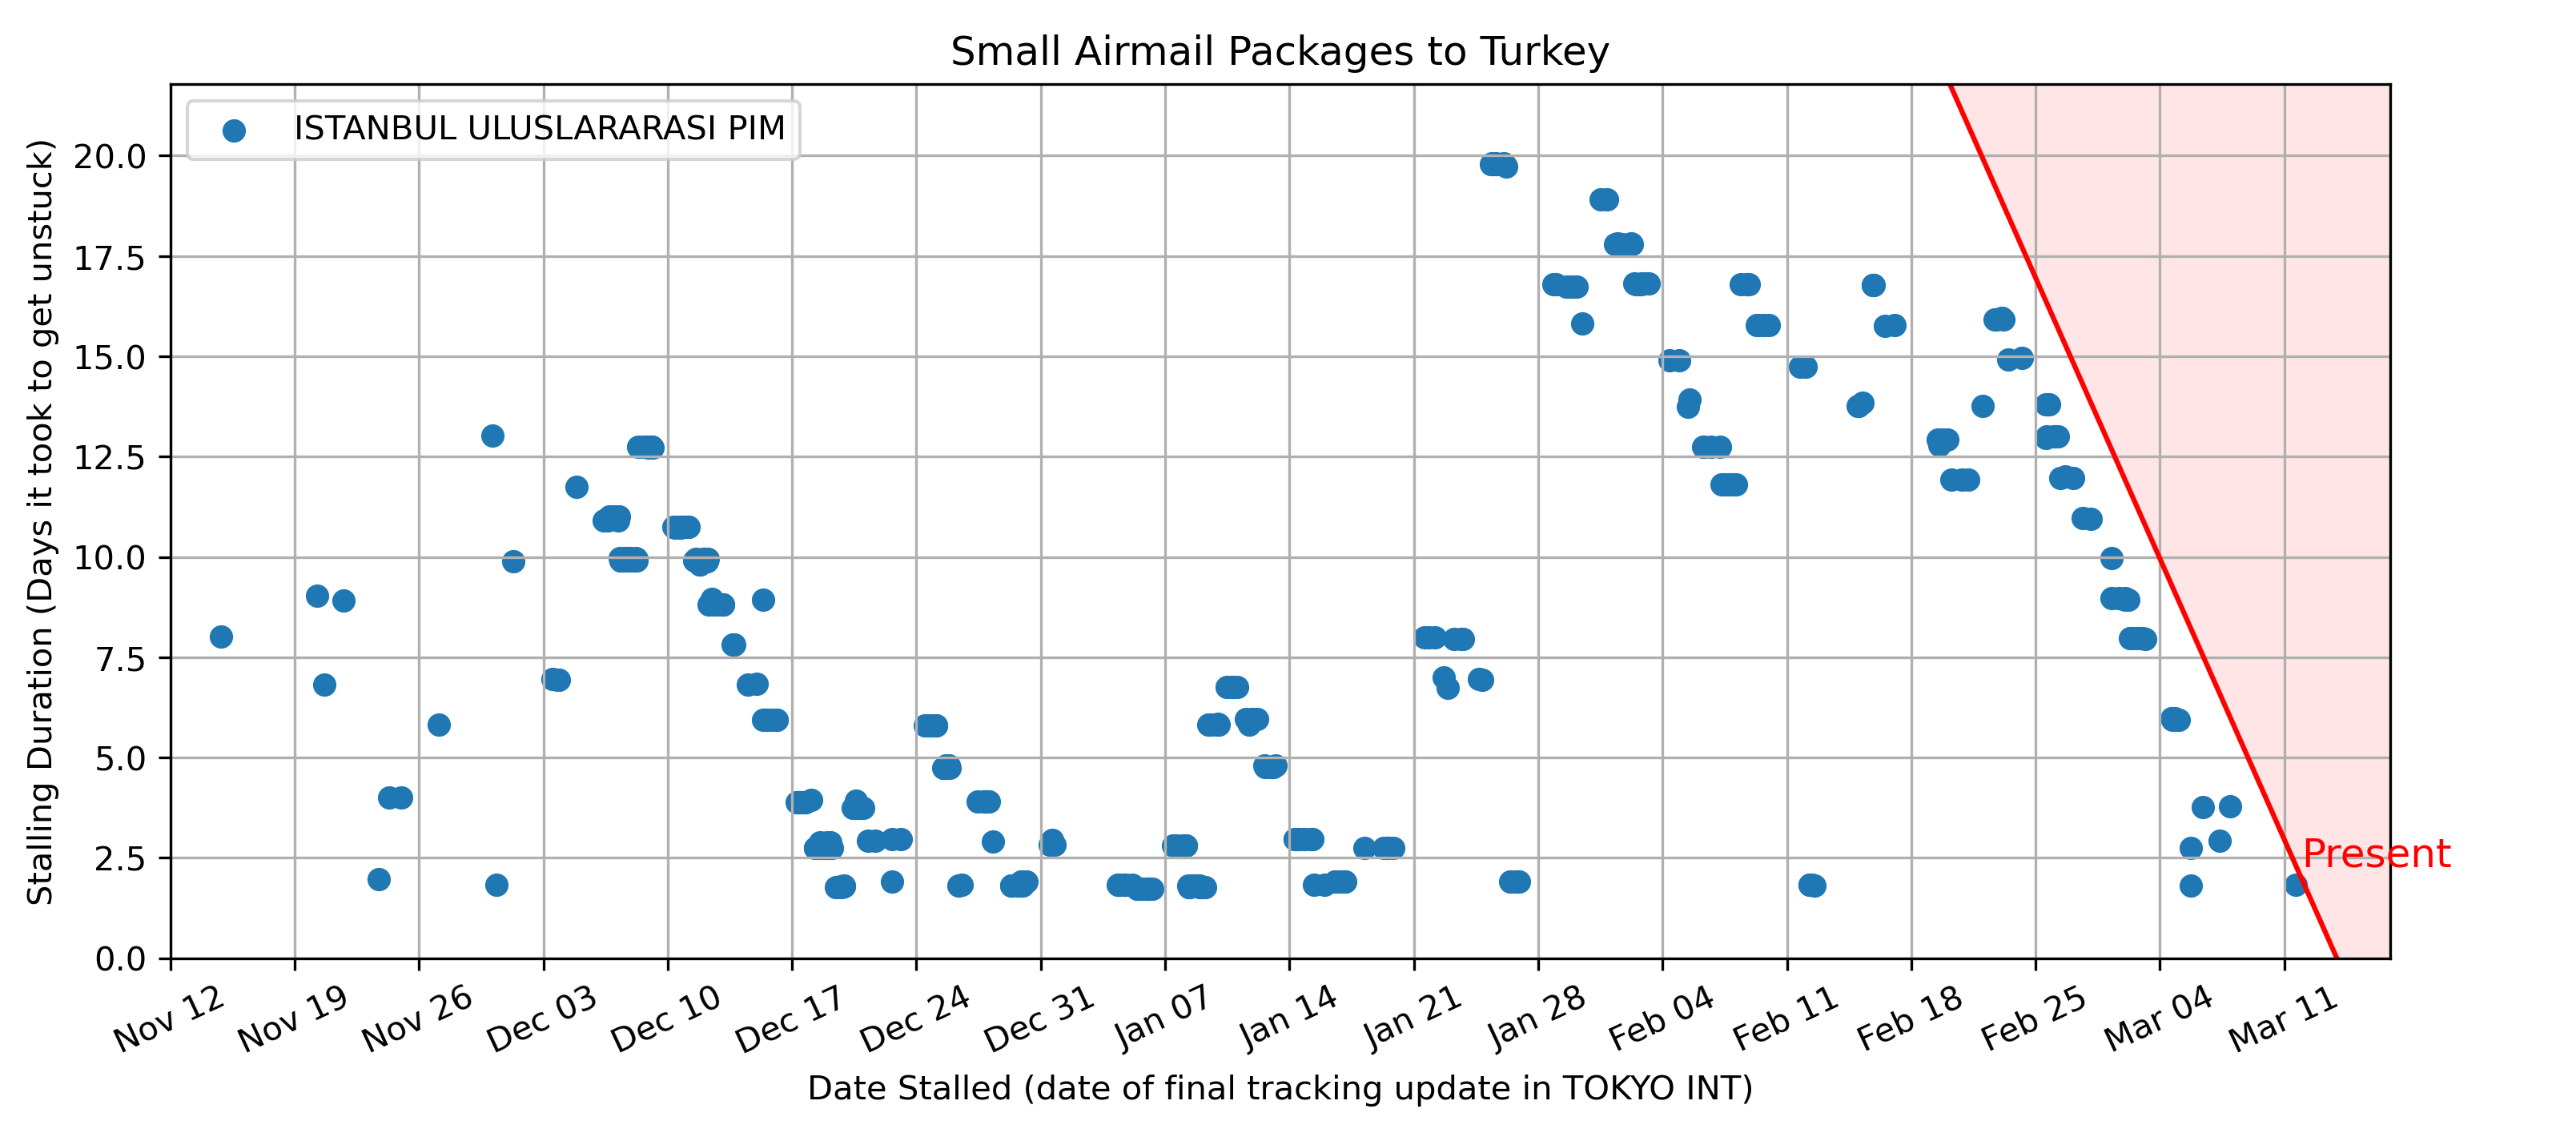 Small Airmail Packages to Turkey
ISTANBUL ULUSLARARASI PIM
Stalling Duration (Days it took to get unstuck)
20.0
17.5
15.0
12.5
10.0
7.5
5.0
2.5
0.0
Present
Nov 12
Nov 19
Nov 26
Dec 03
Dec 10
Dec 17
Dec 24
Dec 31
Jan 07
Jan 14
Jan 21
Jan 28
Feb 04
Feb 11
Feb 18
Feb 25
Mar 04
Mar 11
Date Stalled (date of final tracking update in TOKYO INT)